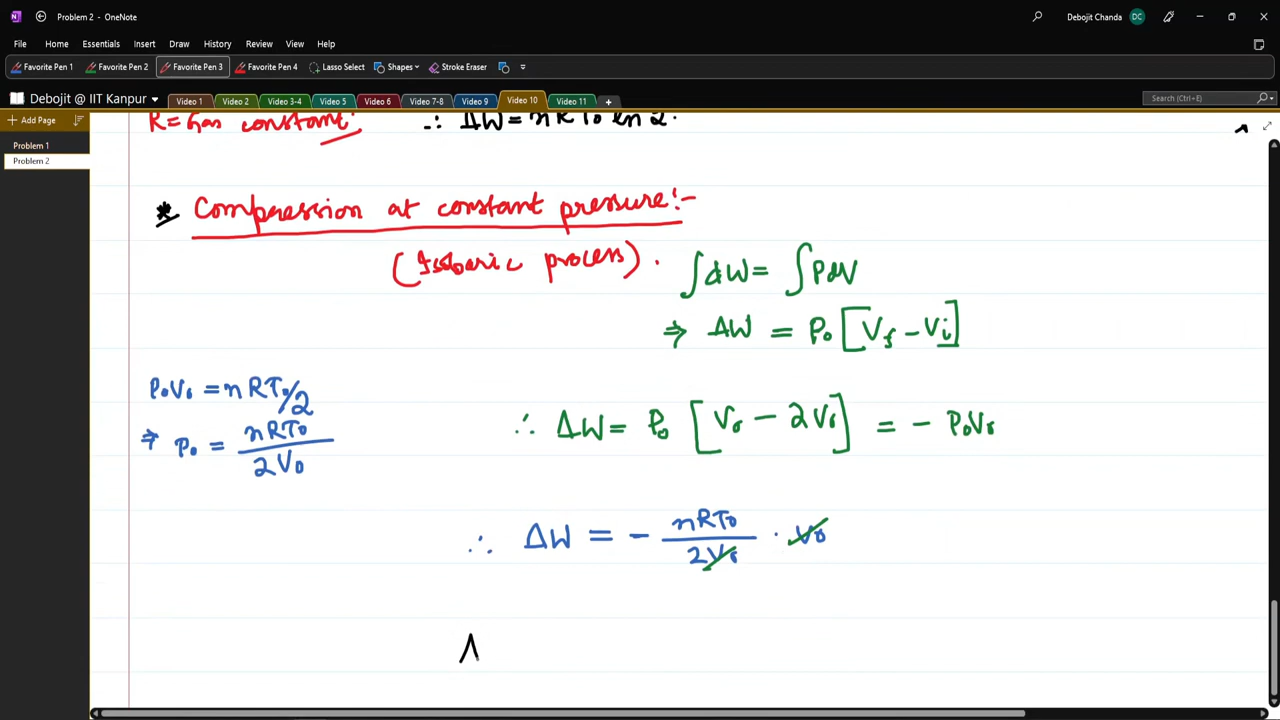 Problem 2 - OneNote
Debojit Chanda DC
File Home Essentials Insert Draw History Review View Help
Favorite Pen 1 Favorite Pen 2 Favorite Pen 3 Favorite Pen 4 Lasso Select Shapes Stroke Eraser
Debojit @ IIT Kanpur Video 1 Video 2 Video 3-4 Video 5 Video 6 Video 7-8 Video 9 Video 10 Video 11 Search (Ctrl+E)
Add Page
Problem 1
Problem 2
R = Gas constant. ∴ ΔW = nRT₀ ln 2.
* Compression at constant pressure:-
(Isobaric process).
∫dW = ∫PdV
⇒ ΔW = P₀ [V_f - V_i]
P₀V₀ = nRT₀/2
⇒ P₀ = nRT₀ / 2V₀
∴ ΔW = P₀ [V₀ - 2V₀] = - P₀V₀
∴ ΔW = - nRT₀ / 2V₀ · V₀